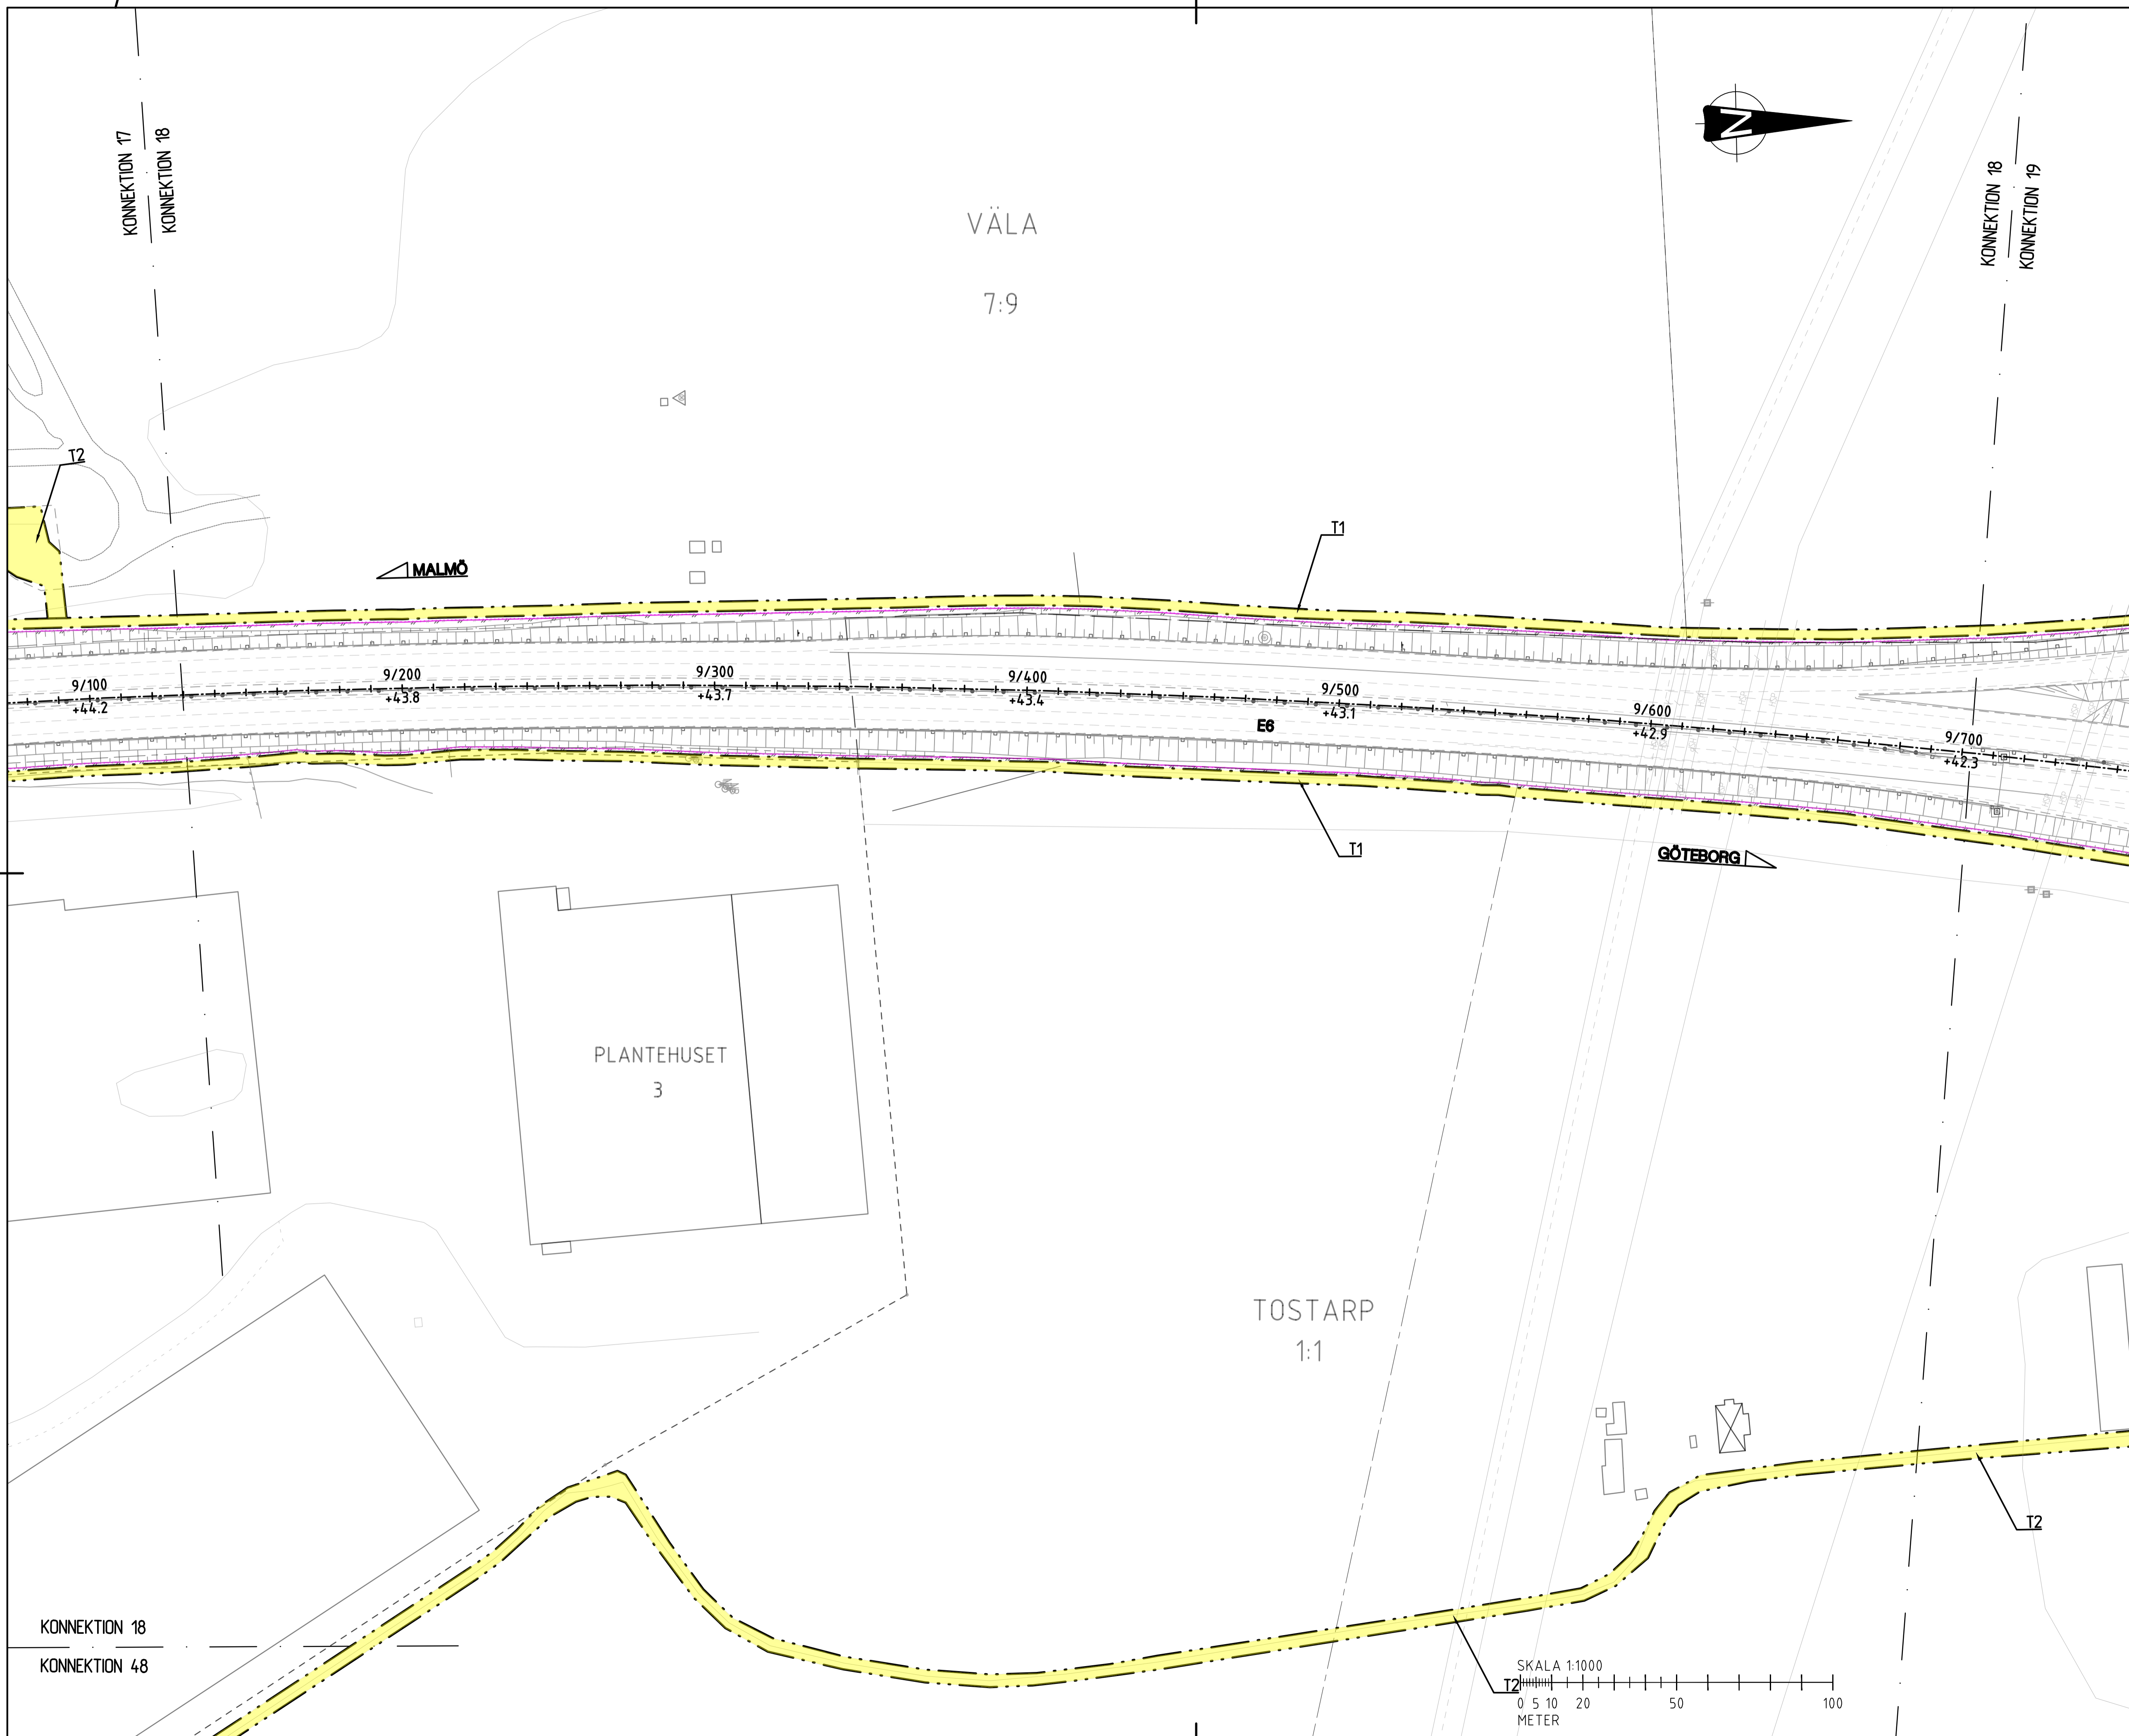 KONNEKTION 17
KONNEKTION 18
KONNEKTION 18
KONNEKTION 19
N
VÄLA
7:9
T2
MALMÖ
T1
9/100
+44.2
9/200
+43.8
9/300
+43.7
9/400
+43.4
9/500
+43.1
9/600
+42.9
9/700
+42.3
E6
T1
GÖTEBORG
PLANTEHUSET
3
TOSTARP
1:1
T2
KONNEKTION 18
KONNEKTION 48
T2
SKALA 1:1000
0 5 10 20 50 100
METER